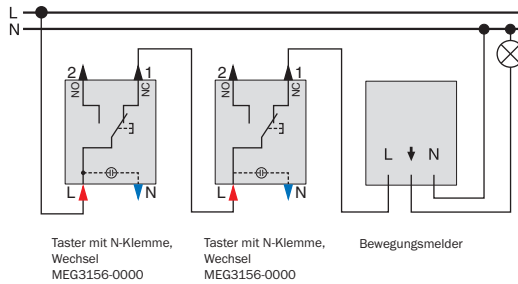 L
N
2
1
2
1
NO
NC
NO
NC
L
N
L
N
L
N
Taster mit N-Klemme,
Wechsel
MEG3156-0000
Taster mit N-Klemme,
Wechsel
MEG3156-0000
Bewegungsmelder